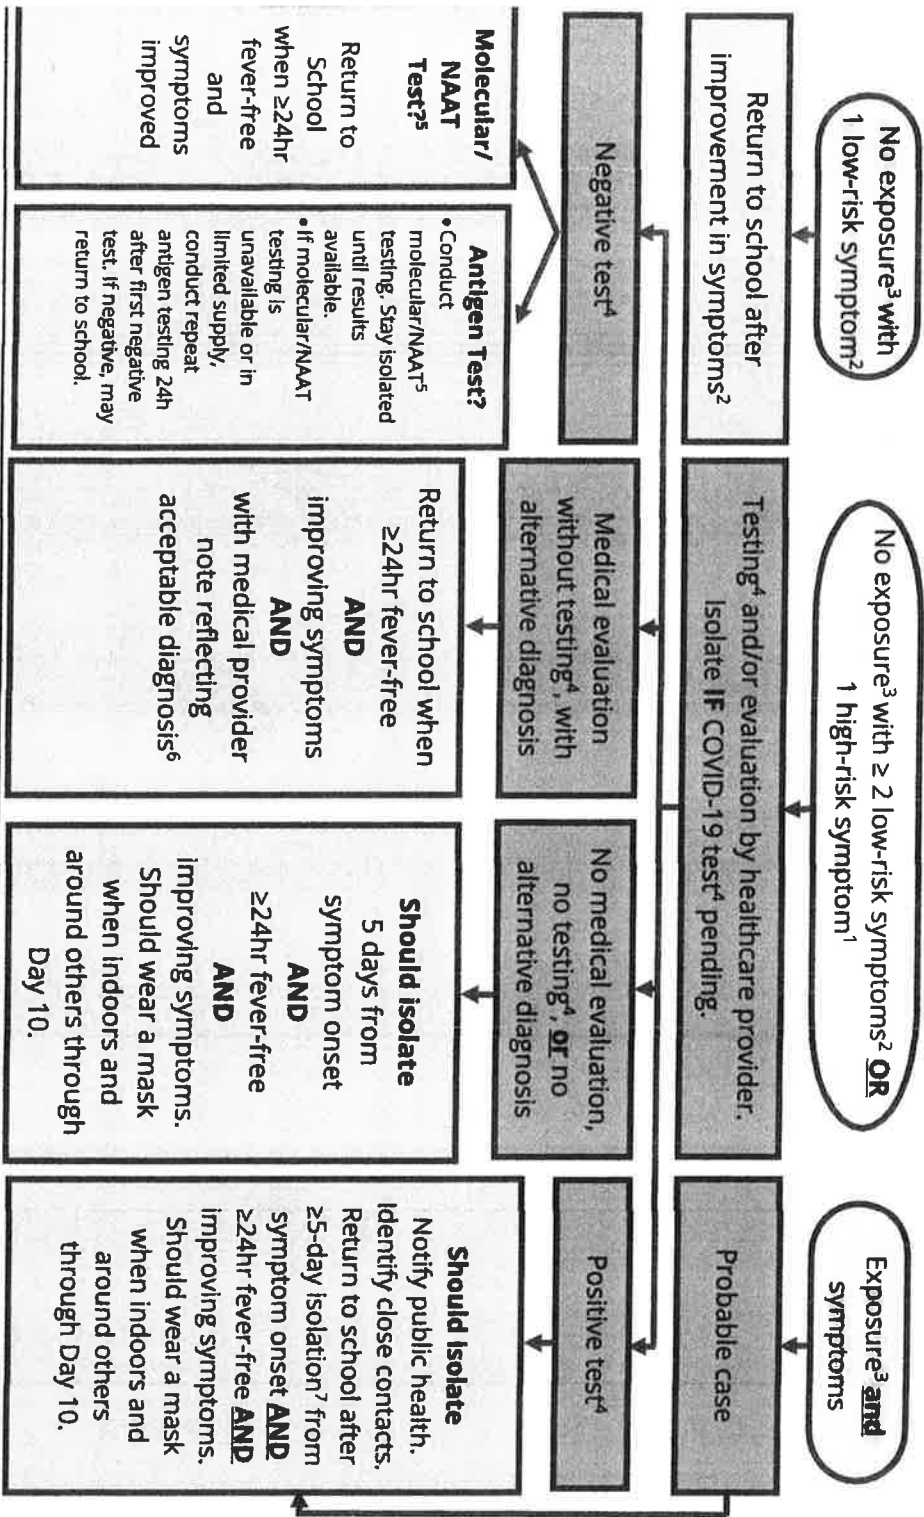 No exposure³ with
1 low-risk symptom²
Return to school after
improvement in symptoms²
No exposure³ with ≥ 2 low-risk symptoms² OR
1 high-risk symptom¹
Testing⁴ and/or evaluation by healthcare provider.
Isolate IF COVID-19 test⁴ pending.
Exposure³ and
symptoms
Probable case
Negative test⁴
Medical evaluation
without testing⁴, with
alternative diagnosis
No medical evaluation,
no testing⁴, or no
alternative diagnosis
Positive test⁴
Molecular/
NAAT
Test?⁵
Return to
School
when ≥24hr
fever-free
and
symptoms
improved
Antigen Test?
• Conduct
molecular/NAAT⁵
testing. Stay isolated
until results
available.
• If molecular/NAAT
testing is
unavailable or in
limited supply,
conduct repeat
antigen testing 24h
after first negative
test. If negative, may
return to school.
Return to school when
≥24hr fever-free
AND
improving symptoms
AND
with medical provider
note reflecting
acceptable diagnosis⁶
Should isolate
5 days from
symptom onset
AND
≥24hr fever-free
AND
improving symptoms.
Should wear a mask
when indoors and
around others through
Day 10.
Should Isolate
Notify public health.
Identify close contacts.
Return to school after
≥5-day isolation⁷ from
symptom onset AND
≥24hr fever-free AND
improving symptoms.
Should wear a mask
when indoors and
around others
through Day 10.